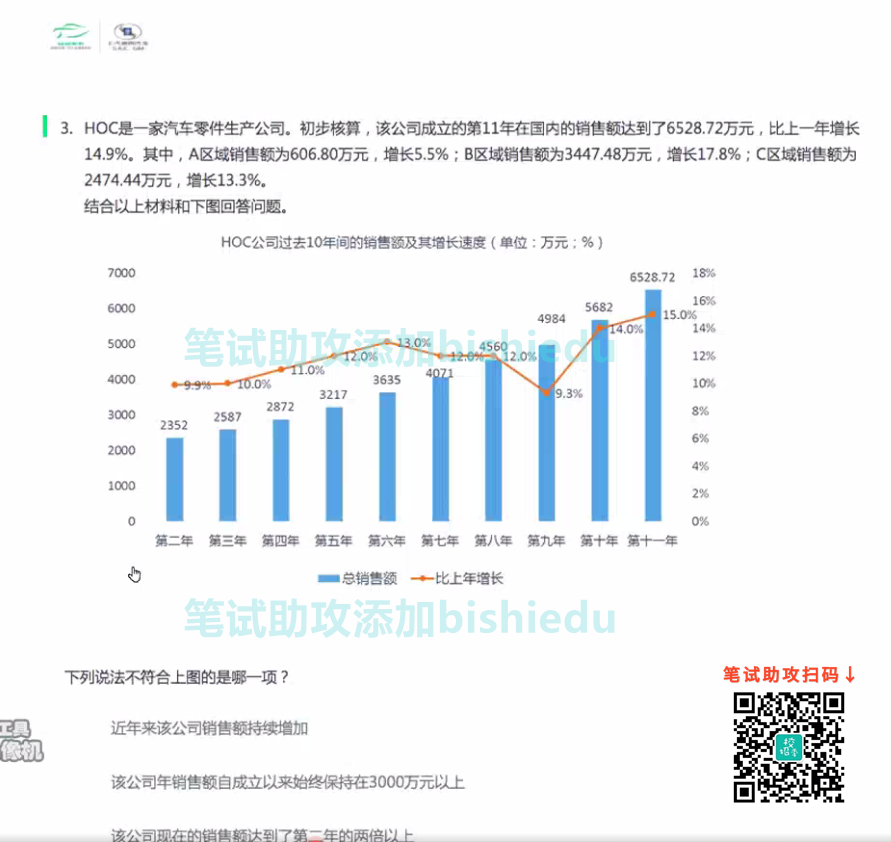 3. HOC是一家汽车零件生产公司。初步核算，该公司成立的第11年在国内的销售额达到了6528.72万元，比上一年增长
14.9%。其中，A区域销售额为606.80万元，增长5.5%；B区域销售额为3447.48万元，增长17.8%；C区域销售额为
2474.44万元，增长13.3%。
结合以上材料和下图回答问题。
HOC公司过去10年间的销售额及其增长速度（单位：万元；%）
7000
6000
5000
4000
3000
2000
1000
0
2352
2587
2872
3217
3635
4071
4560
4984
5682
6528.72
9.9%
10.0%
11.0%
12.0%
13.0%
12.0%
12.0%
9.3%
14.0%
15.0%
18%
16%
14%
12%
10%
8%
6%
4%
2%
0%
第二年 第三年 第四年 第五年 第六年 第七年 第八年 第九年 第十年 第十一年
总销售额 比上年增长
笔试助攻添加bishiedu
笔试助攻添加bishiedu
下列说法不符合上图的是哪一项？
笔试助攻扫码↓
工具
像机
近年来该公司销售额持续增加
该公司年销售额自成立以来始终保持在3000万元以上
该公司现在的销售额达到了第二年的两倍以上